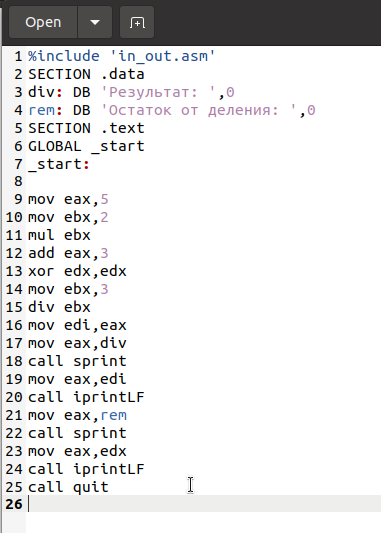 Open
1 %include 'in_out.asm'
2 SECTION .data
3 div: DB 'Результат: ',0
4 rem: DB 'Остаток от деления: ',0
5 SECTION .text
6 GLOBAL _start
7 _start:
8
9 mov eax,5
10 mov ebx,2
11 mul ebx
12 add eax,3
13 xor edx,edx
14 mov ebx,3
15 div ebx
16 mov edi,eax
17 mov eax,div
18 call sprint
19 mov eax,edi
20 call iprintLF
21 mov eax,rem
22 call sprint
23 mov eax,edx
24 call iprintLF
25 call quit
26